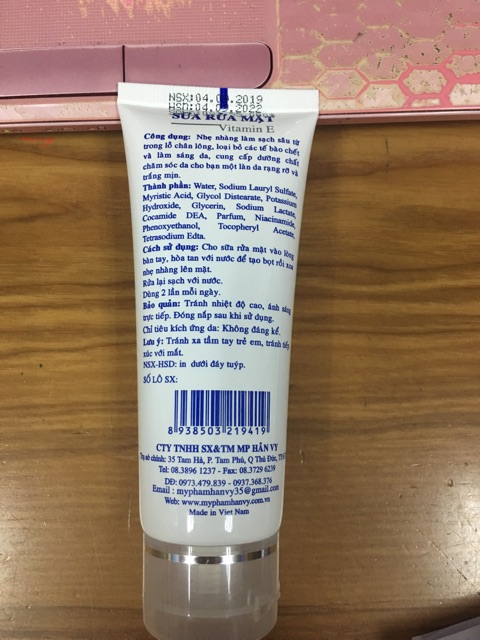 NSX:04. .2019
HSD:04. .2022
SỮA RỬA MẶT
Vitamin E
Công dụng: Nhẹ nhàng làm sạch sâu từ
trong lỗ chân lông, loại bỏ các tế bào chết
và làm sáng da, cung cấp dưỡng chất
chăm sóc da cho bạn một làn da rạng rỡ và
trắng mịn.
Thành phần: Water, Sodium Lauryl Sulfate,
Myristic Acid, Glycol Distearate, Potassium
Hydroxide, Glycerin, Sodium Lactate,
Cocamide DEA, Parfum, Niacinamide,
Phenoxyethanol, Tocopheryl Acetate,
Tetrasodium Edta.
Cách sử dụng: Cho sữa rửa mặt vào lòng
bàn tay, hòa tan với nước để tạo bọt rồi xoa
nhẹ nhàng lên mặt.
Rửa lại sạch với nước.
Dùng 2 lần mỗi ngày.
Bảo quản: Tránh nhiệt độ cao, ánh sáng
trực tiếp. Đóng nắp sau khi sử dụng.
Chỉ tiêu kích ứng da: Không đáng kể.
Lưu ý: Tránh xa tầm tay trẻ em, tránh tiếp
xúc với mắt.
NSX-HSD: in dưới đáy tuýp.
SỐ LÔ SX:
8 938503 219419
CTY TNHH SX&TM MP HÂN VY
Trụ sở chính: 35 Tam Hà, P. Tam Phú, Q Thủ Đức,
Tel: 08.3896 1237 - Fax: 08.3729 6239
DĐ: 0973.479.839 - 0937.368.376
Email : myphamhanvy35@gmail.com
Web: www.myphamhanvy.com.vn
Made in Viet Nam